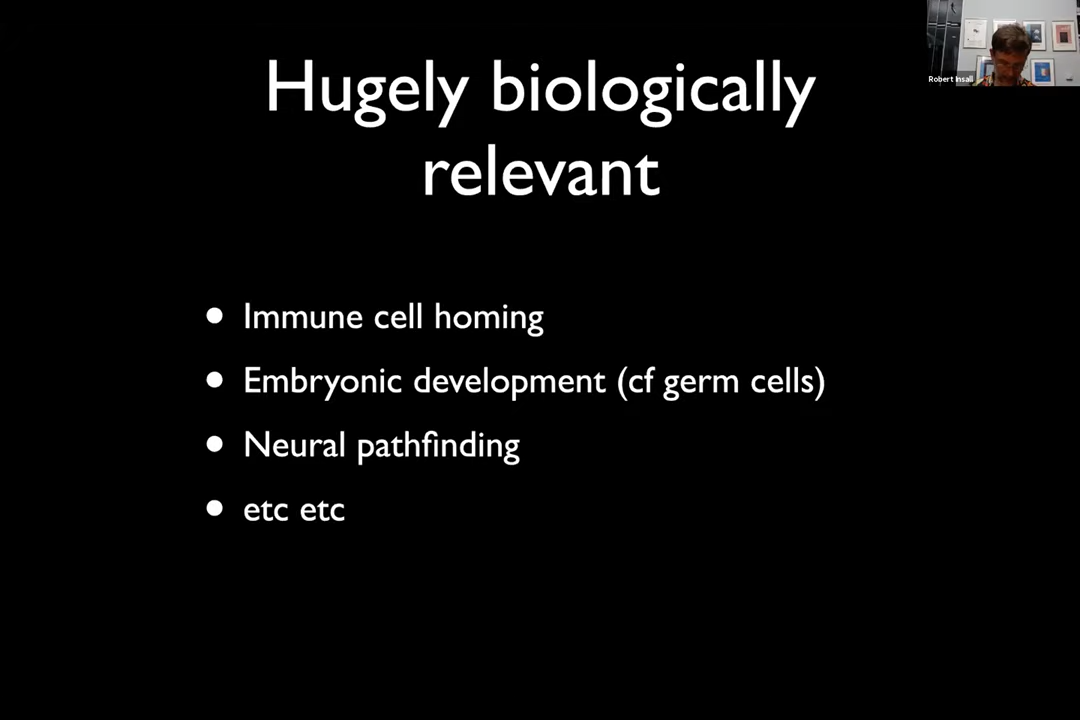 Hugely biologically
relevant
Robert Insall
• Immune cell homing
• Embryonic development (cf germ cells)
• Neural pathfinding
• etc etc